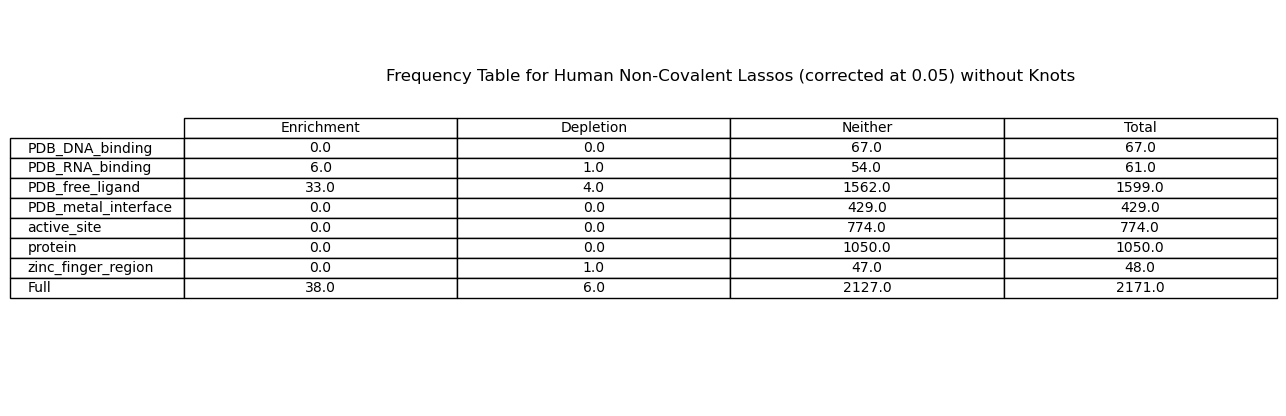 Frequency Table for Human Non-Covalent Lassos (corrected at 0.05) without Knots
Enrichment Depletion Neither Total
PDB_DNA_binding 0.0 0.0 67.0 67.0
PDB_RNA_binding 6.0 1.0 54.0 61.0
PDB_free_ligand 33.0 4.0 1562.0 1599.0
PDB_metal_interface 0.0 0.0 429.0 429.0
active_site 0.0 0.0 774.0 774.0
protein 0.0 0.0 1050.0 1050.0
zinc_finger_region 0.0 1.0 47.0 48.0
Full 38.0 6.0 2127.0 2171.0